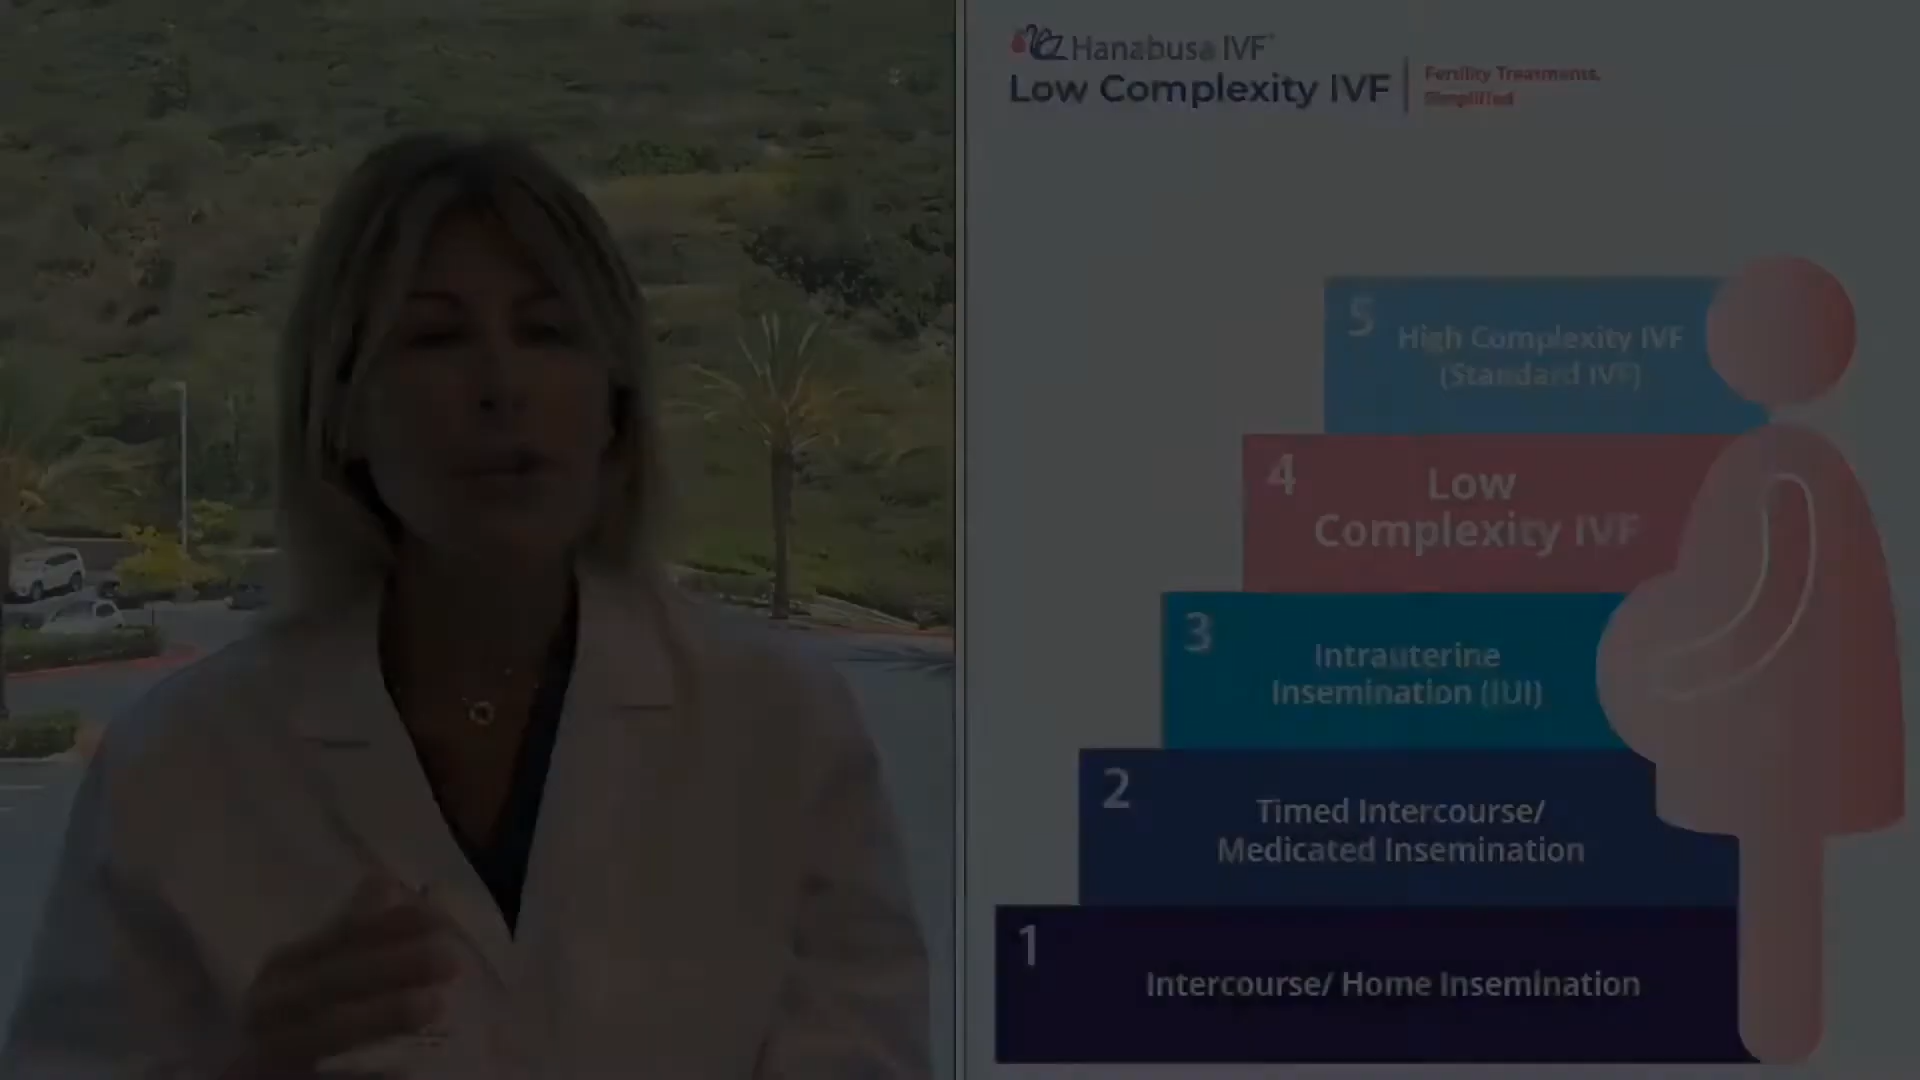 Hanabusa IVF
Low Complexity IVF
Fertility Treatments,
Simplified
5
High Complexity IVF
(Standard IVF)
4
Low
Complexity IVF
3
Intrauterine
Insemination (IUI)
2
Timed Intercourse/
Medicated Insemination
1
Intercourse/ Home Insemination